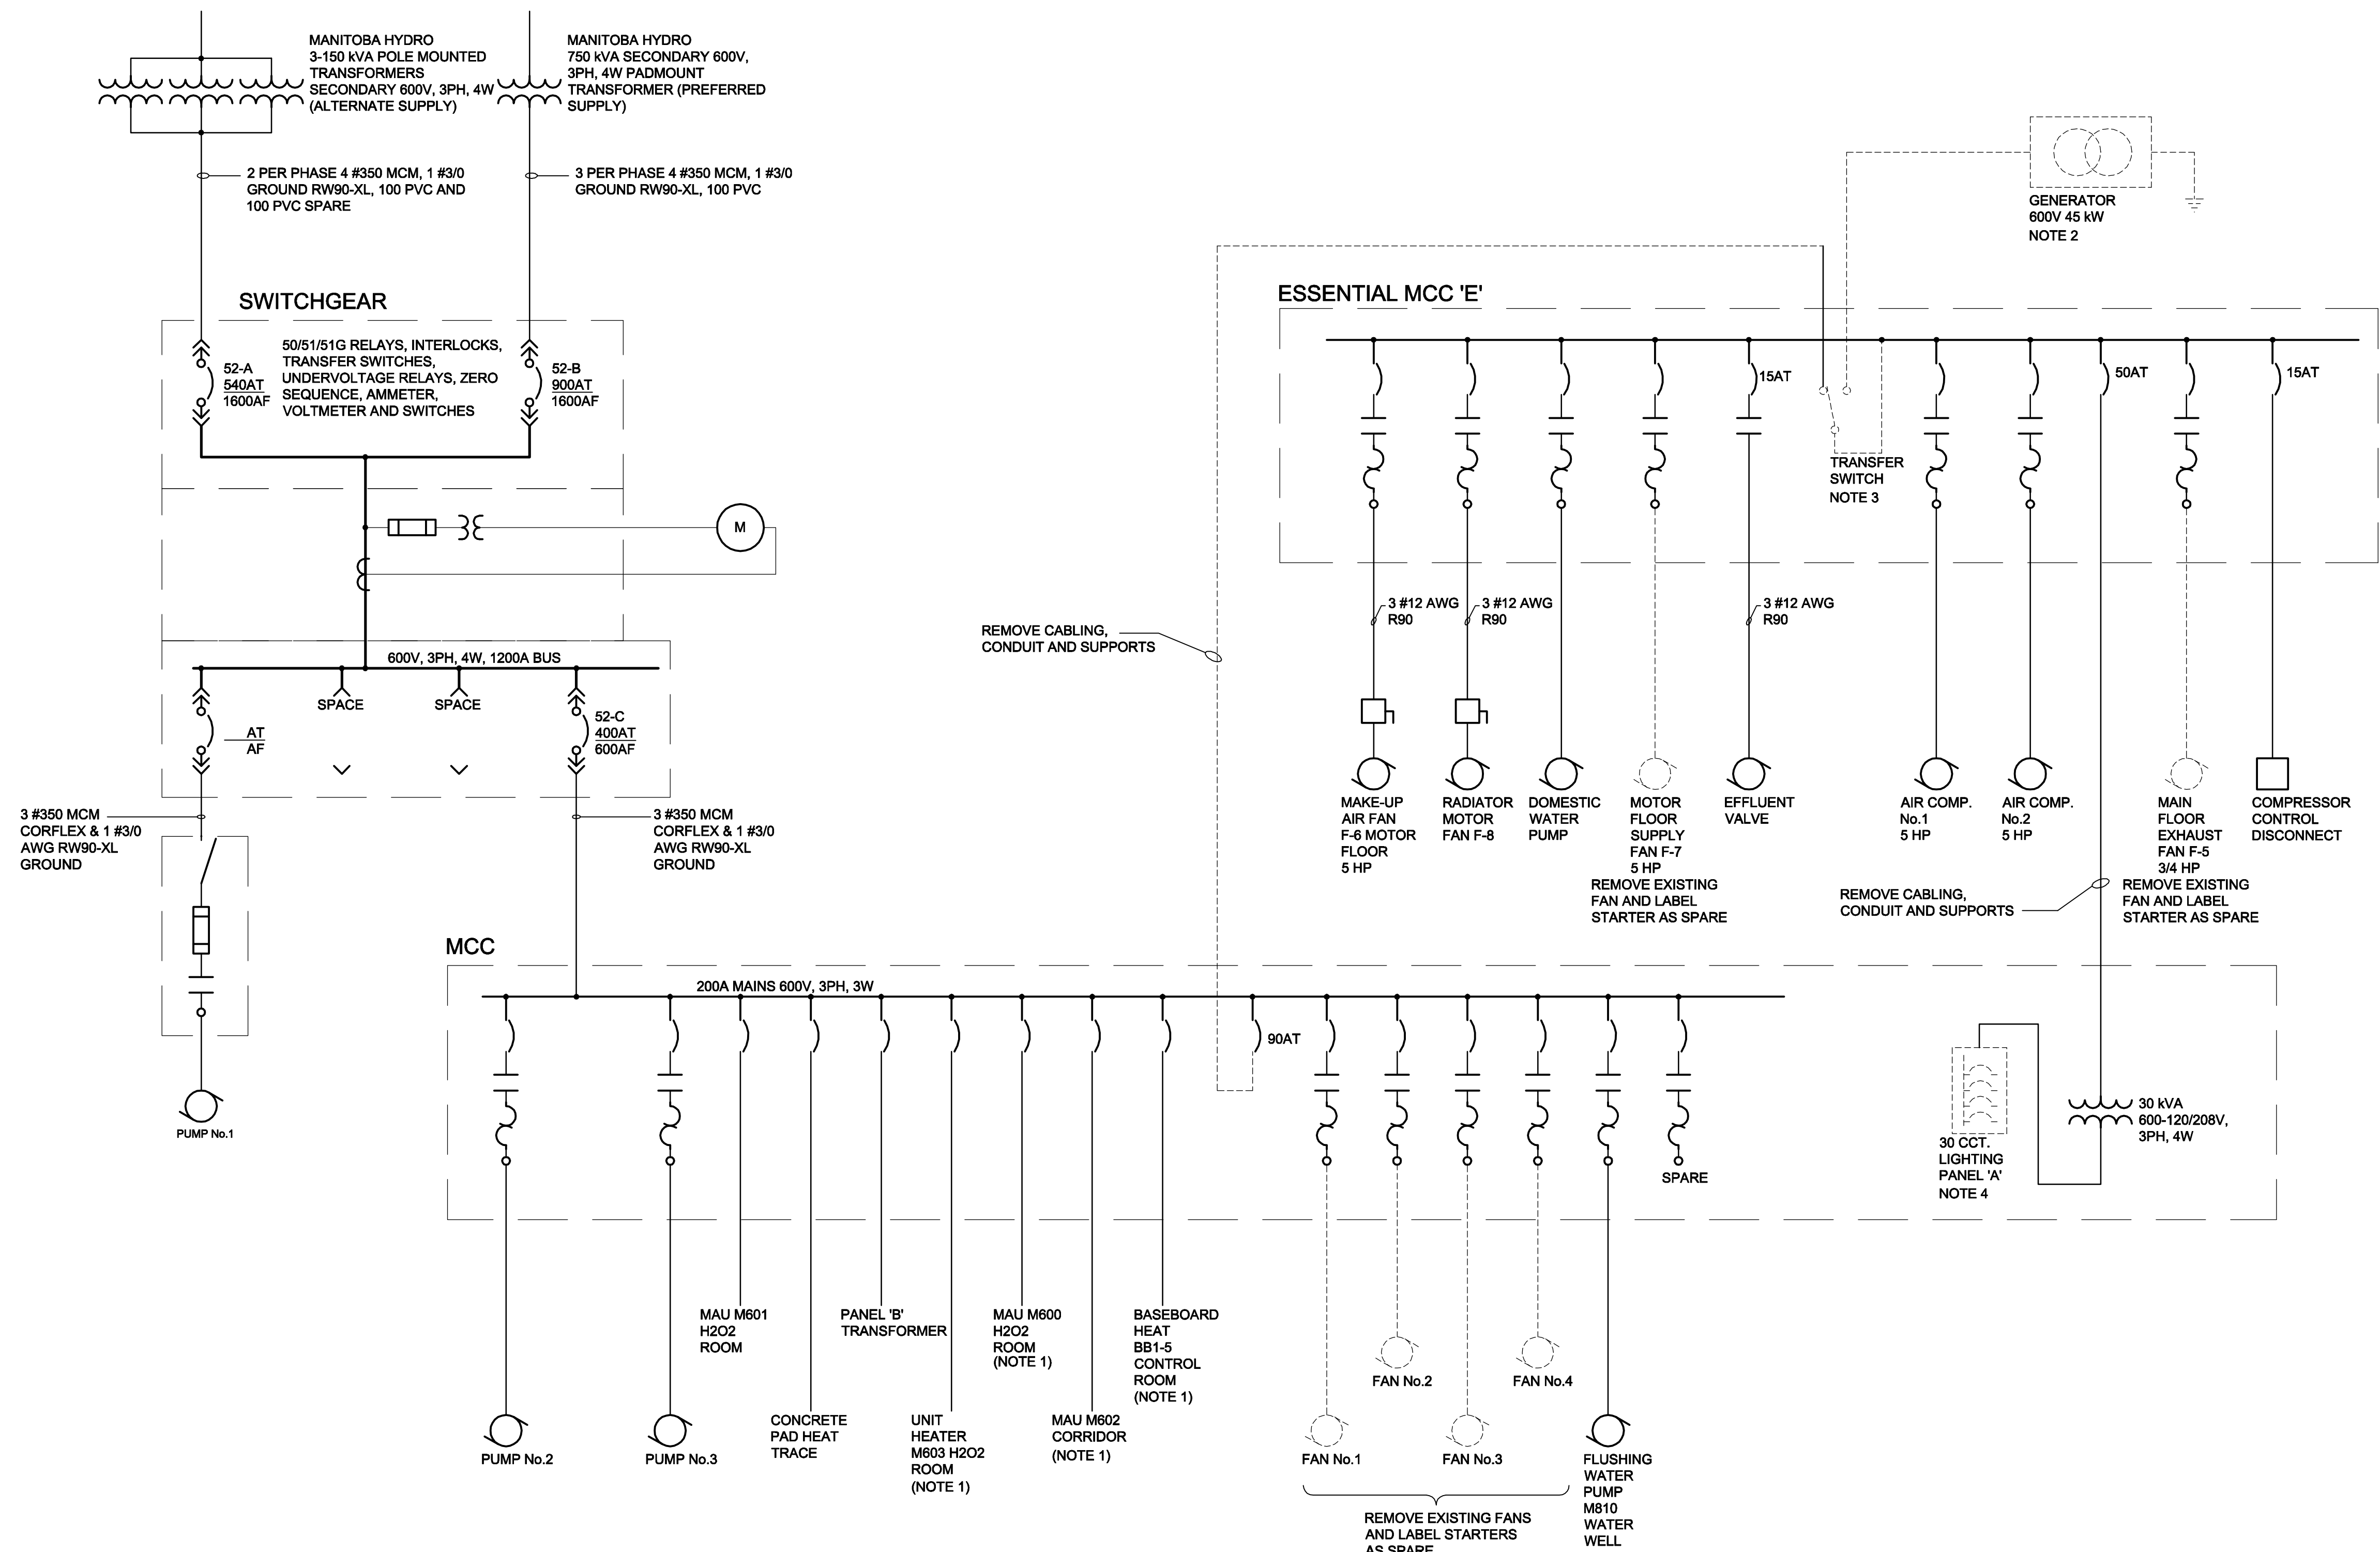 MANITOBA HYDRO
3-150 kVA POLE MOUNTED
TRANSFORMERS
SECONDARY 600V, 3PH, 4W
(ALTERNATE SUPPLY)
MANITOBA HYDRO
750 kVA SECONDARY 600V,
3PH, 4W PADMOUNT
TRANSFORMER (PREFERRED
SUPPLY)
2 PER PHASE 4 #350 MCM, 1 #3/0
GROUND RW90-XL, 100 PVC AND
100 PVC SPARE
3 PER PHASE 4 #350 MCM, 1 #3/0
GROUND RW90-XL, 100 PVC
GENERATOR
600V 45 kW
NOTE 2
SWITCHGEAR
52-A
540AT
1600AF
50/51/51G RELAYS, INTERLOCKS,
TRANSFER SWITCHES,
UNDERVOLTAGE RELAYS, ZERO
SEQUENCE, AMMETER,
VOLTMETER AND SWITCHES
52-B
900AT
1600AF
M
600V, 3PH, 4W, 1200A BUS
SPACE
SPACE
AT
AF
52-C
400AT
600AF
3 #350 MCM
CORFLEX & 1 #3/0
AWG RW90-XL
GROUND
3 #350 MCM
CORFLEX & 1 #3/0
AWG RW90-XL
GROUND
PUMP No.1
ESSENTIAL MCC 'E'
15AT
50AT
15AT
TRANSFER
SWITCH
NOTE 3
3 #12 AWG
R90
3 #12 AWG
R90
3 #12 AWG
R90
REMOVE CABLING,
CONDUIT AND SUPPORTS
MAKE-UP
AIR FAN
F-6 MOTOR
FLOOR
5 HP
RADIATOR
MOTOR
FAN F-8
DOMESTIC
WATER
PUMP
MOTOR
FLOOR
SUPPLY
FAN F-7
5 HP
REMOVE EXISTING
FAN AND LABEL
STARTER AS SPARE
EFFLUENT
VALVE
AIR COMP.
No.1
5 HP
AIR COMP.
No.2
5 HP
MAIN
FLOOR
EXHAUST
FAN F-5
3/4 HP
REMOVE EXISTING
FAN AND LABEL
STARTER AS SPARE
COMPRESSOR
CONTROL
DISCONNECT
REMOVE CABLING,
CONDUIT AND SUPPORTS
MCC
200A MAINS 600V, 3PH, 3W
90AT
SPARE
30 CCT.
LIGHTING
PANEL 'A'
NOTE 4
30 kVA
600-120/208V,
3PH, 4W
PUMP No.2
PUMP No.3
MAU M601
H2O2
ROOM
CONCRETE
PAD HEAT
TRACE
PANEL 'B'
TRANSFORMER
UNIT
HEATER
M603 H2O2
ROOM
(NOTE 1)
MAU M600
H2O2
ROOM
(NOTE 1)
MAU M602
CORRIDOR
(NOTE 1)
BASEBOARD
HEAT
BB1-5
CONTROL
ROOM
(NOTE 1)
FAN No.1
FAN No.2
FAN No.3
FAN No.4
REMOVE EXISTING FANS
AND LABEL STARTERS
AS SPARE
FLUSHING
WATER
PUMP
M810
WATER
WELL